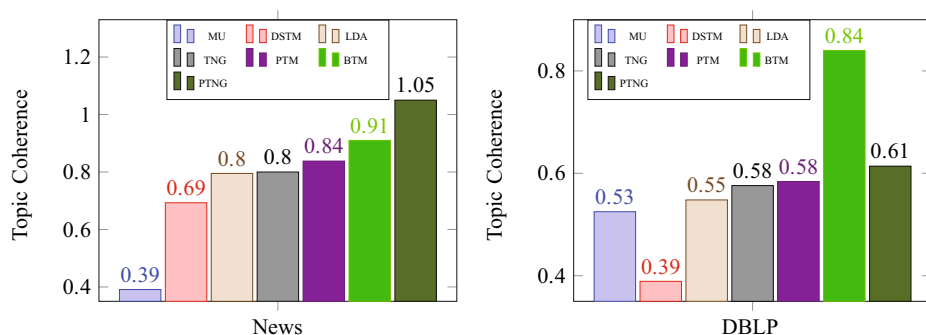 Topic Coherence
1.2
1
0.8
0.6
0.4
MU DSTM LDA
TNG PTM BTM
PTNG
0.39
0.69
0.8
0.8
0.84
0.91
1.05
News
Topic Coherence
0.8
0.6
0.4
MU DSTM LDA
TNG PTM BTM
PTNG
0.53
0.39
0.55
0.58
0.58
0.84
0.61
DBLP